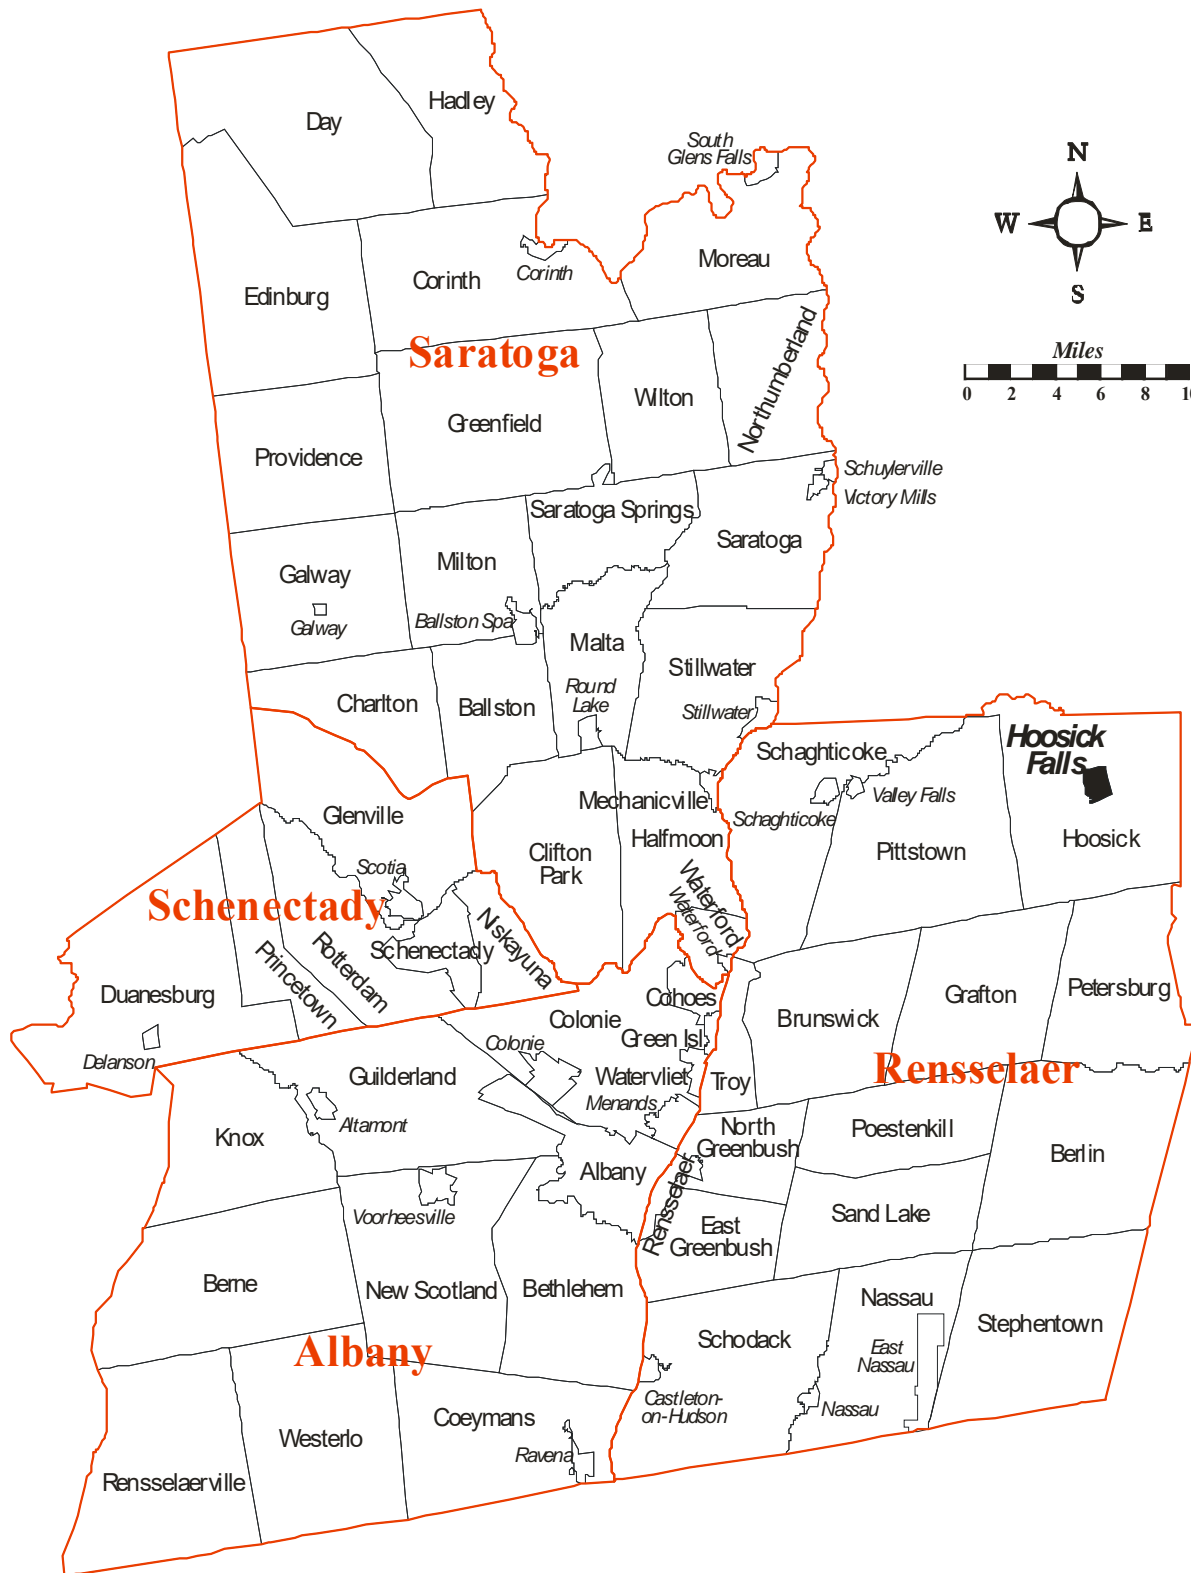 Hadley
Day
South
Glens Falls
N
W
E
S
Moreau
Corinth
Corinth
Edinburg
Saratoga
Miles
0 2 4 6 8 10
Northumberland
Wilton
Greenfield
Providence
Schuylerville
Victory Mills
Saratoga Springs
Saratoga
Milton
Galway
Galway
Ballston Spa
Malta
Stillwater
Round
Lake
Charlton
Ballston
Stillwater
Hoosick
Falls
Schaghticoke
Valley Falls
Schaghticoke
Mechanicville
Glenville
Halfmoon
Hoosick
Pittstown
Clifton
Park
Scotia
Waterford
Waterford
Schenectady
Schenectady
Niskayuna
Rotterdam
Princetown
Duanesburg
Delanson
Cohoes
Colonie
Green Isl.
Brunswick
Grafton
Petersburg
Rensselaer
Colonie
Watervliet
Menands
Troy
Guilderland
Altamont
Knox
North
Greenbush
Poestenkill
Berlin
Albany
Rensselaer
Voorheesville
East
Greenbush
Sand Lake
Berne
New Scotland
Bethlehem
Nassau
Stephentown
Schodack
East
Nassau
Albany
Castleton-
on-Hudson
Nassau
Coeymans
Ravena
Westerlo
Rensselaerville